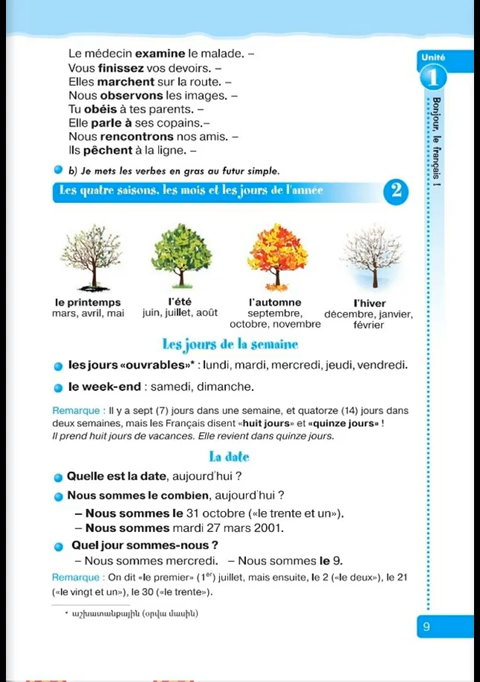 Le médecin examine le malade. –
Vous finissez vos devoirs. –
Elles marchent sur la route. –
Nous observons les images. –
Tu obéis à tes parents. –
Elle parle à ses copains.–
Nous rencontrons nos amis. –
Ils pêchent à la ligne. –
b) Je mets les verbes en gras au futur simple.
Unité
1
Bonjour, le français !
Les quatre saisons, les mois et les jours de l'année
2
le printemps
mars, avril, mai
l'été
juin, juillet, août
l'automne
septembre,
octobre, novembre
l'hiver
décembre, janvier,
février
Les jours de la semaine
les jours «ouvrables»* : lundi, mardi, mercredi, jeudi, vendredi.
le week-end : samedi, dimanche.
Remarque : Il y a sept (7) jours dans une semaine, et quatorze (14) jours dans
deux semaines, mais les Français disent «huit jours» et «quinze jours» !
Il prend huit jours de vacances. Elle revient dans quinze jours.
La date
Quelle est la date, aujourd'hui ?
Nous sommes le combien, aujourd'hui ?
– Nous sommes le 31 octobre («le trente et un»).
– Nous sommes mardi 27 mars 2001.
Quel jour sommes-nous ?
– Nous sommes mercredi. – Nous sommes le 9.
Remarque : On dit «le premier» (1er) juillet, mais ensuite, le 2 («le deux»), le 21
(«le vingt et un»), le 30 («le trente»).
* աշխատանքային (օրվա մասին)
9